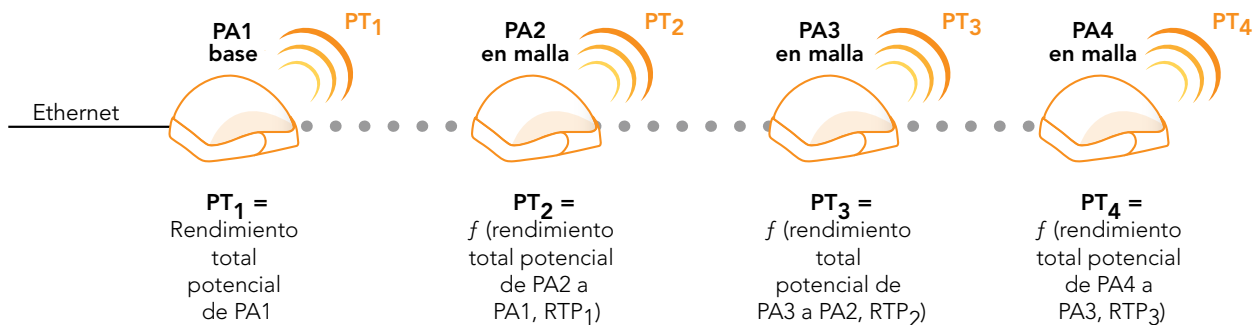 PA1
base
PT1
PA2
en malla
PT2
PA3
en malla
PT3
PA4
en malla
PT4
Ethernet
PT1 =
Rendimiento
total
potencial
de PA1
PT2 =
f (rendimiento
total potencial
de PA2 a
PA1, RTP1)
PT3 =
f (rendimiento
total
potencial de
PA3 a PA2, RTP2)
PT4 =
f (rendimiento
total potencial
de PA4 a
PA3, RTP3)